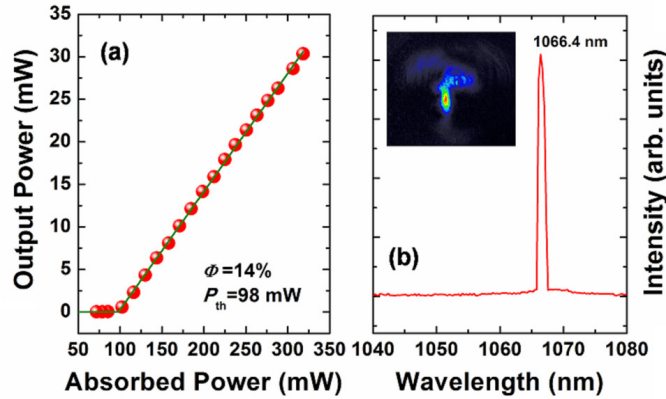 35
30
25
20
15
10
5
0
Output Power (mW)
(a)
Φ=14%
Pth=98 mW
50 100 150 200 250 300 350
Absorbed Power (mW)
1066.4 nm
(b)
Intensity (arb. units)
1040 1050 1060 1070 1080
Wavelength (nm)